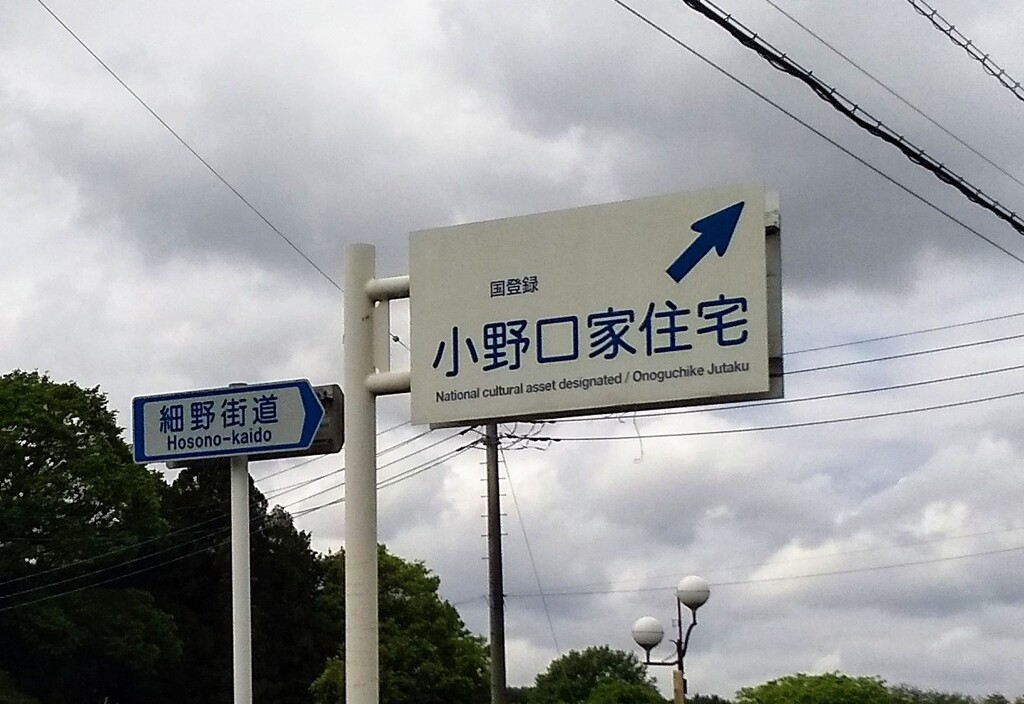 国登録
小野口家住宅
National cultural asset designated / Onoguchike Jutaku
細野街道
Hosono-kaido